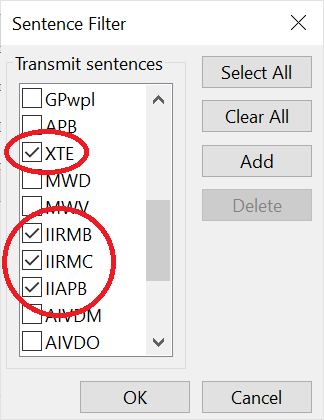 Sentence Filter
Transmit sentences
GPwpl
APB
XTE
MWD
MWV
IIRMB
IIRMC
IIAPB
AIVDM
AIVDO
Select All
Clear All
Add
Delete
OK
Cancel